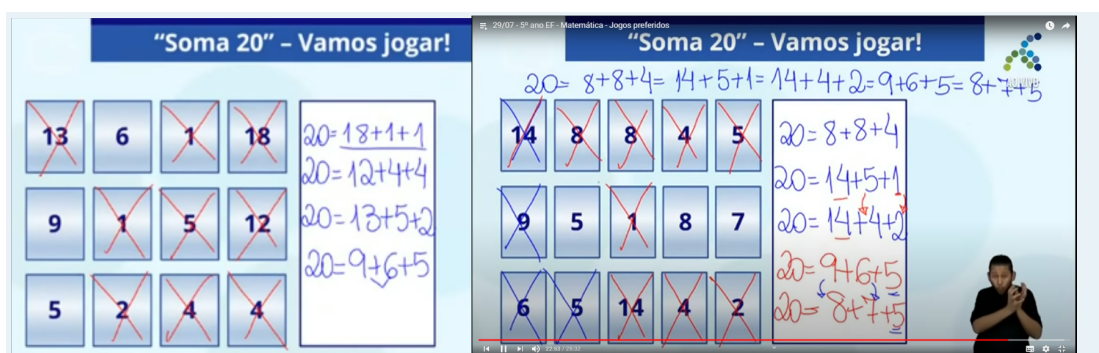 “Soma 20” – Vamos jogar!
13 6 1 18
9 1 5 12
5 2 4 4
20=18+1+1
20=12+4+4
20=13+5+2
20=9+6+5
29/07 - 5º ano EF - Matemática - Jogos preferidos
“Soma 20” – Vamos jogar!
20= 8+8+4= 14+5+1= 14+4+2=9+6+5=8+7+5
14 8 8 4 5
9 5 1 8 7
6 5 14 4 2
20=8+8+4
20=14+5+1
20=14+4+2
20=9+6+5
20=8+7+5